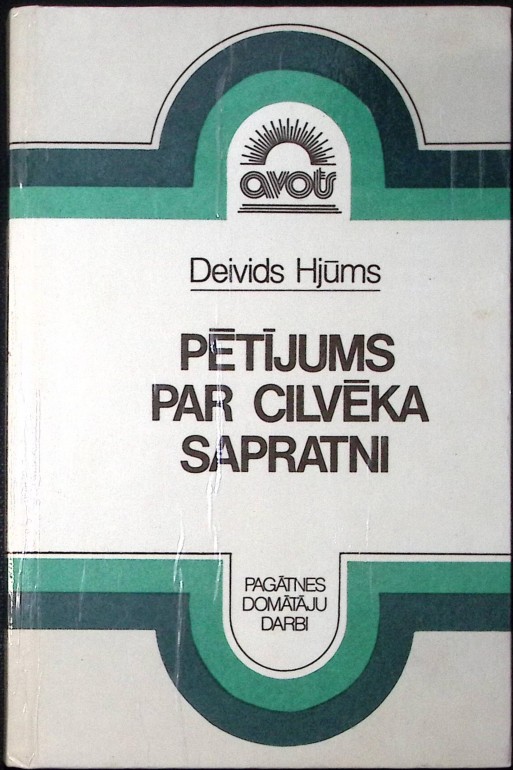 avots
Deivids Hjūms
PĒTĪJUMS
PAR CILVĒKA
SAPRATNI
PAGĀTNES
DOMĀTĀJU
DARBI